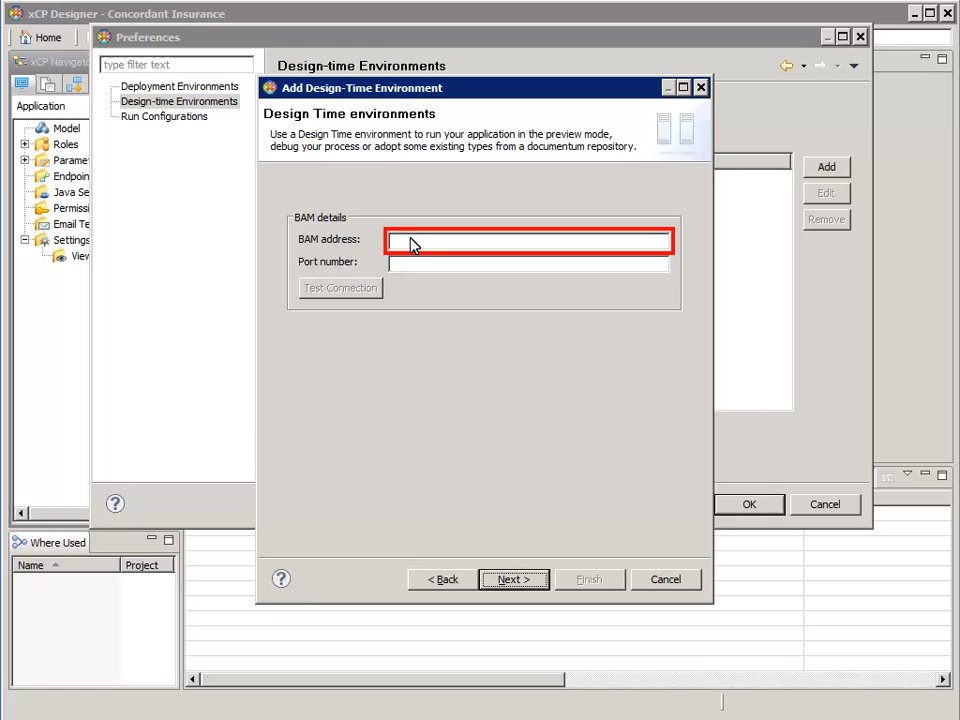 xCP Designer - Concordant Insurance
Home
Preferences
xCP Navigato
type filter text
Design-time Environments
Deployment Environments
Design-time Environments
Run Configurations
Application
Model
Roles
Parame
Endpoin
Java Se
Permissi
Email Te
Settings
View
Add Design-Time Environment
Design Time environments
Use a Design Time environment to run your application in the preview mode,
debug your process or adopt some existing types from a documentum repository.
BAM details
BAM address:
Port number:
Test Connection
Add
Edit
Remove
OK
Cancel
< Back
Next >
Finish
Cancel
Where Used
Name
Project